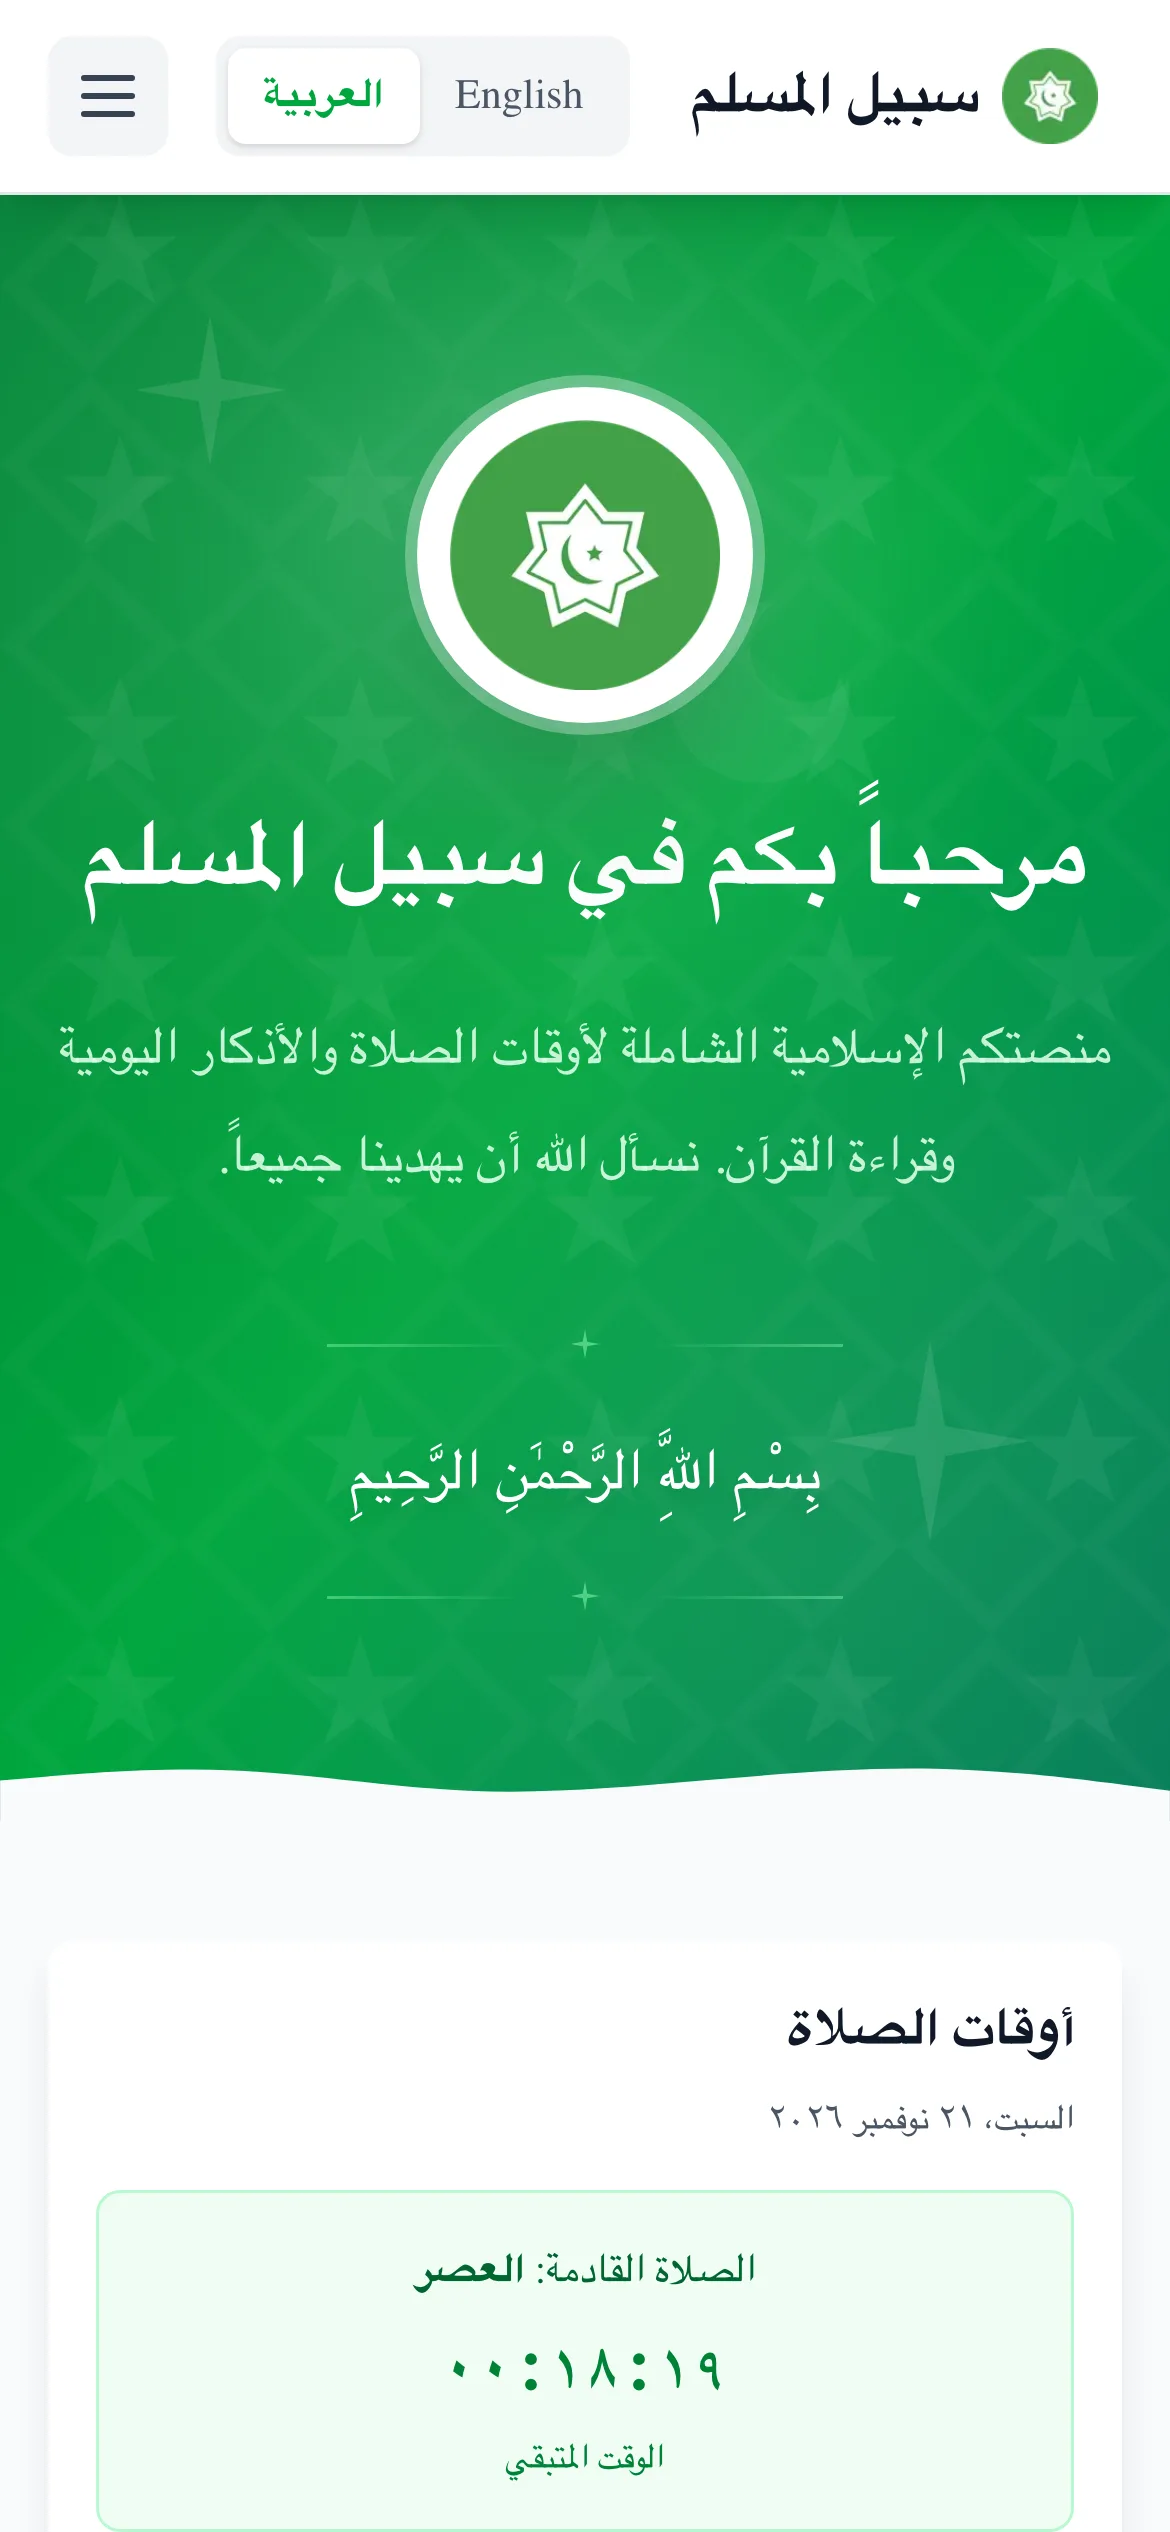 سبيل المسلم
English
العربية
مرحباً بكم في سبيل المسلم
منصتكم الإسلامية الشاملة لأوقات الصلاة والأذكار اليومية
وقراءة القرآن. نسأل الله أن يهدينا جميعاً.
بِسْمِ اللَّهِ الرَّحْمَٰنِ الرَّحِيمِ
أوقات الصلاة
السبت، ٢١ نوفمبر ٢٠٢٦
الصلاة القادمة: العصر
٠٠:١٨:١٩
الوقت المتبقي